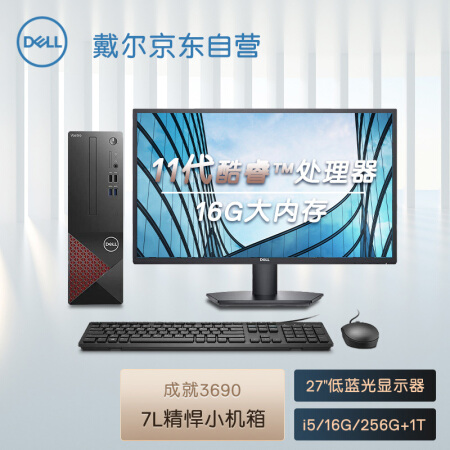 DELL 戴尔京东自营
11代酷睿™处理器
16G大内存
DELL
DELL
成就3690
7L精悍小机箱
27"低蓝光显示器
i5/16G/256G+1T